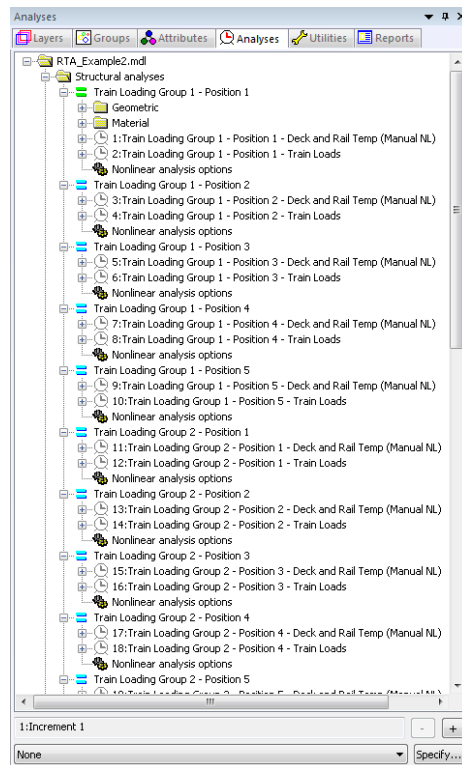 Analyses
Layers Groups Attributes Analyses Utilities Reports
RTA_Example2.mdl
Structural analyses
Train Loading Group 1 - Position 1
Geometric
Material
1:Train Loading Group 1 - Position 1 - Deck and Rail Temp (Manual NL)
2:Train Loading Group 1 - Position 1 - Train Loads
Nonlinear analysis options
Train Loading Group 1 - Position 2
3:Train Loading Group 1 - Position 2 - Deck and Rail Temp (Manual NL)
4:Train Loading Group 1 - Position 2 - Train Loads
Nonlinear analysis options
Train Loading Group 1 - Position 3
5:Train Loading Group 1 - Position 3 - Deck and Rail Temp (Manual NL)
6:Train Loading Group 1 - Position 3 - Train Loads
Nonlinear analysis options
Train Loading Group 1 - Position 4
7:Train Loading Group 1 - Position 4 - Deck and Rail Temp (Manual NL)
8:Train Loading Group 1 - Position 4 - Train Loads
Nonlinear analysis options
Train Loading Group 1 - Position 5
9:Train Loading Group 1 - Position 5 - Deck and Rail Temp (Manual NL)
10:Train Loading Group 1 - Position 5 - Train Loads
Nonlinear analysis options
Train Loading Group 2 - Position 1
11:Train Loading Group 2 - Position 1 - Deck and Rail Temp (Manual NL)
12:Train Loading Group 2 - Position 1 - Train Loads
Nonlinear analysis options
Train Loading Group 2 - Position 2
13:Train Loading Group 2 - Position 2 - Deck and Rail Temp (Manual NL)
14:Train Loading Group 2 - Position 2 - Train Loads
Nonlinear analysis options
Train Loading Group 2 - Position 3
15:Train Loading Group 2 - Position 3 - Deck and Rail Temp (Manual NL)
16:Train Loading Group 2 - Position 3 - Train Loads
Nonlinear analysis options
Train Loading Group 2 - Position 4
17:Train Loading Group 2 - Position 4 - Deck and Rail Temp (Manual NL)
18:Train Loading Group 2 - Position 4 - Train Loads
Nonlinear analysis options
Train Loading Group 2 - Position 5
1:Increment 1 - +
None Specify...